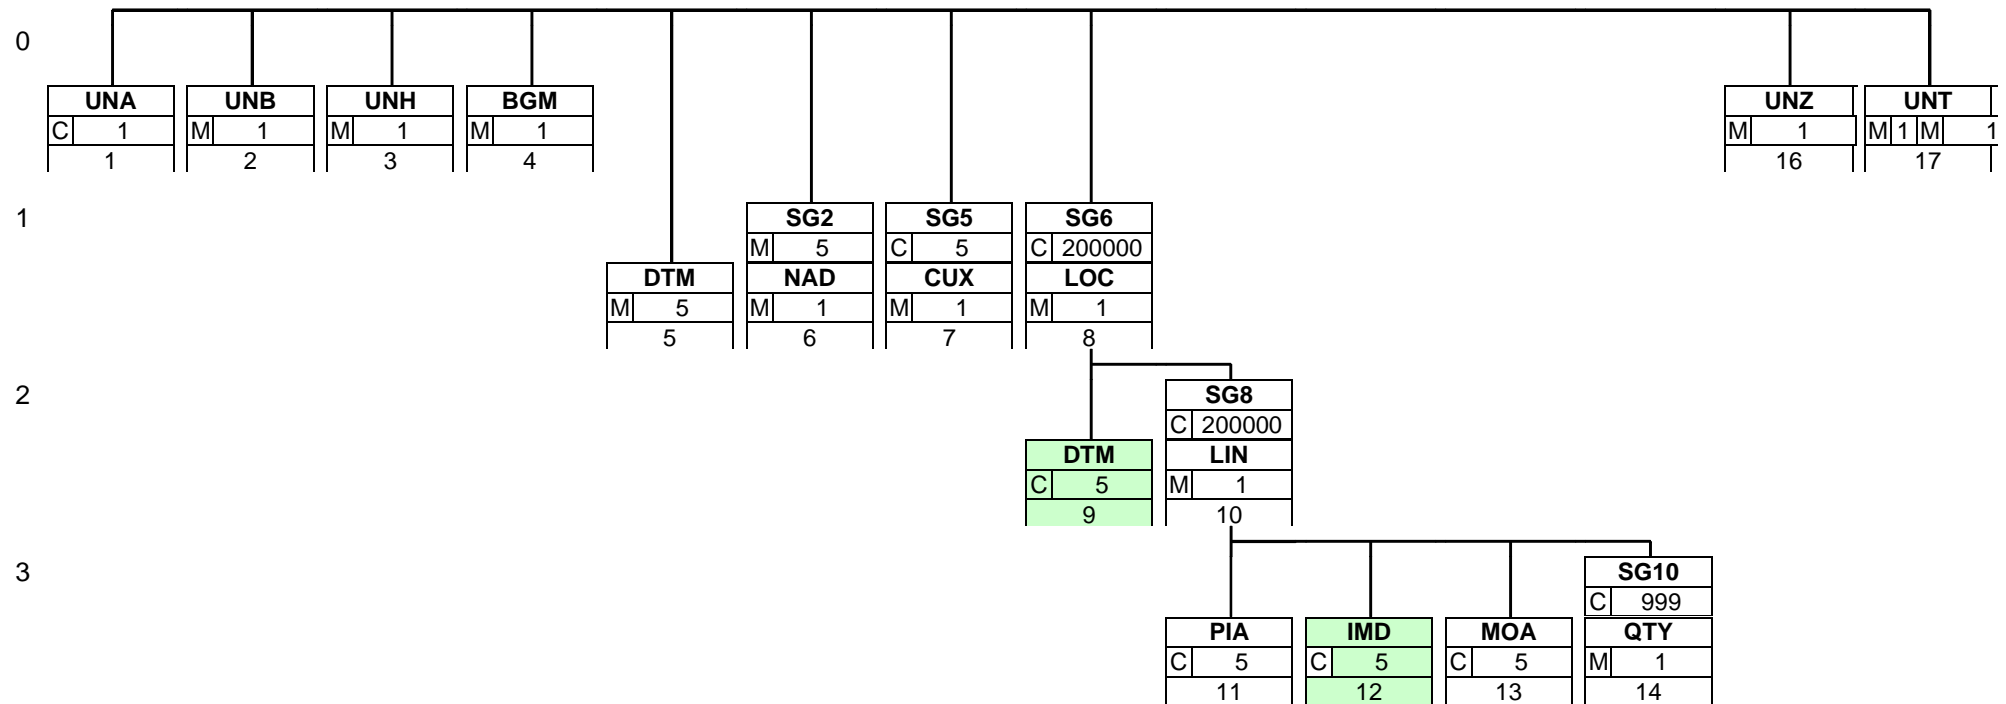 0
UNA UNB UNH BGM UNZ UNT
C 1 M 1 M 1 M 1 M 1 M 1 M 1
1 2 3 4 16 17
1
SG2 SG5 SG6
M 5 C 5 C 200000
DTM NAD CUX LOC
M 5 M 1 M 1 M 1
5 6 7 8
2
SG8
C 200000
DTM LIN
C 5 M 1
9 10
3
SG10
C 999
PIA IMD MOA QTY
C 5 C 5 C 5 M 1
11 12 13 14